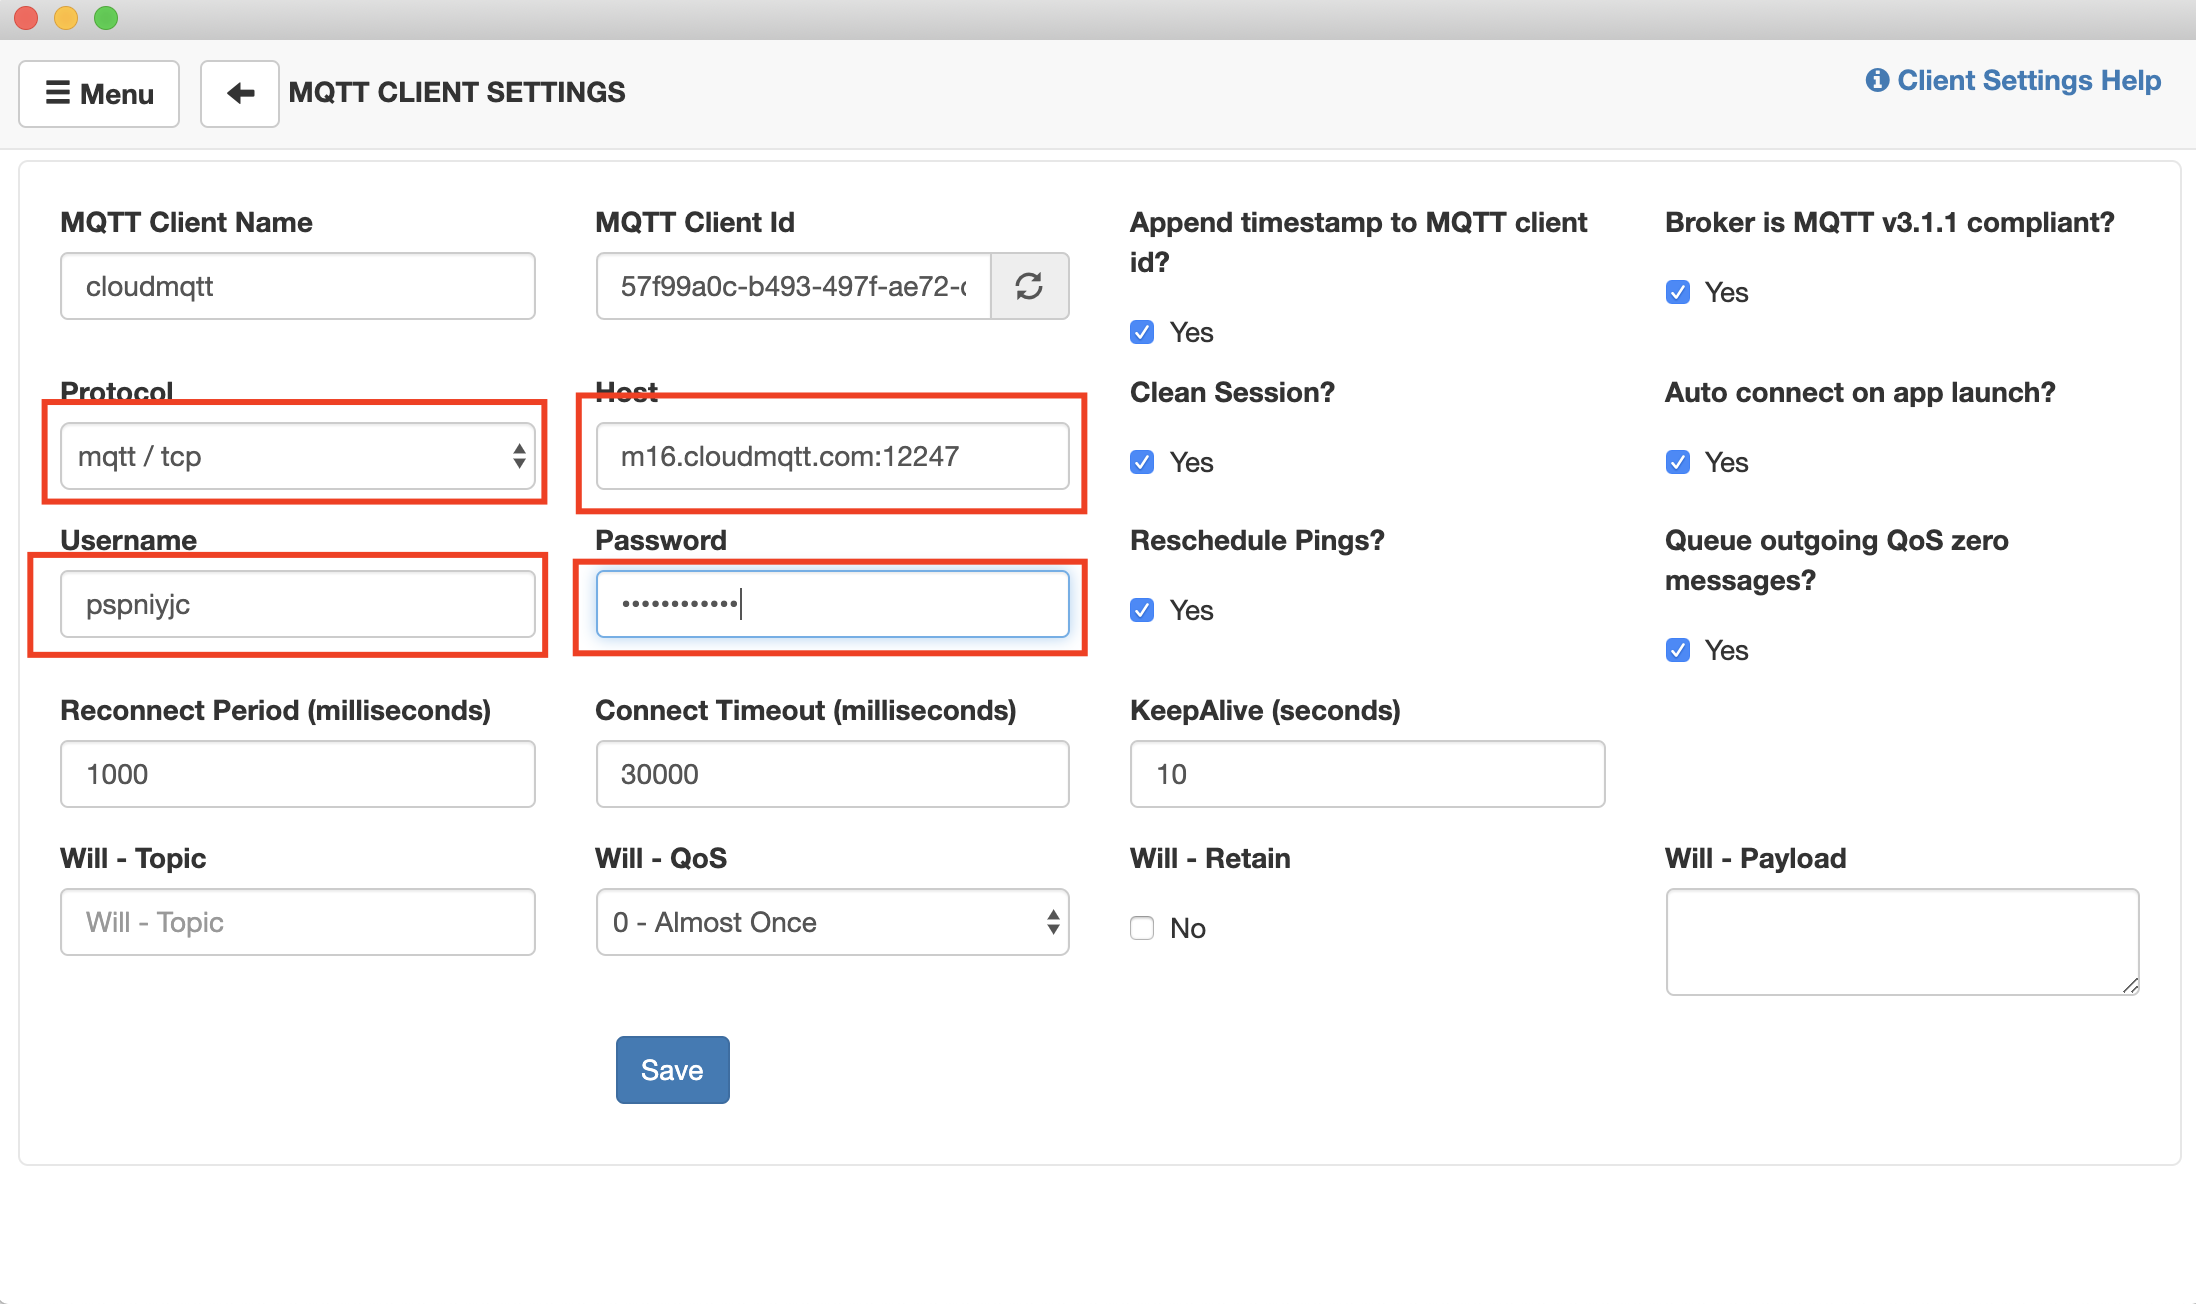 Menu
MQTT CLIENT SETTINGS
Client Settings Help
MQTT Client Name
MQTT Client Id
Append timestamp to MQTT client
id?
Broker is MQTT v3.1.1 compliant?
cloudmqtt
57f99a0c-b493-497f-ae72-
Yes
Yes
Protocol
Host
Clean Session?
Auto connect on app launch?
mqtt / tcp
m16.cloudmqtt.com:12247
Yes
Yes
Username
Password
Reschedule Pings?
Queue outgoing QoS zero
messages?
pspniyjc
••••••••••••
Yes
Yes
Reconnect Period (milliseconds)
Connect Timeout (milliseconds)
KeepAlive (seconds)
1000
30000
10
Will - Topic
Will - QoS
Will - Retain
Will - Payload
Will - Topic
0 - Almost Once
No
Save